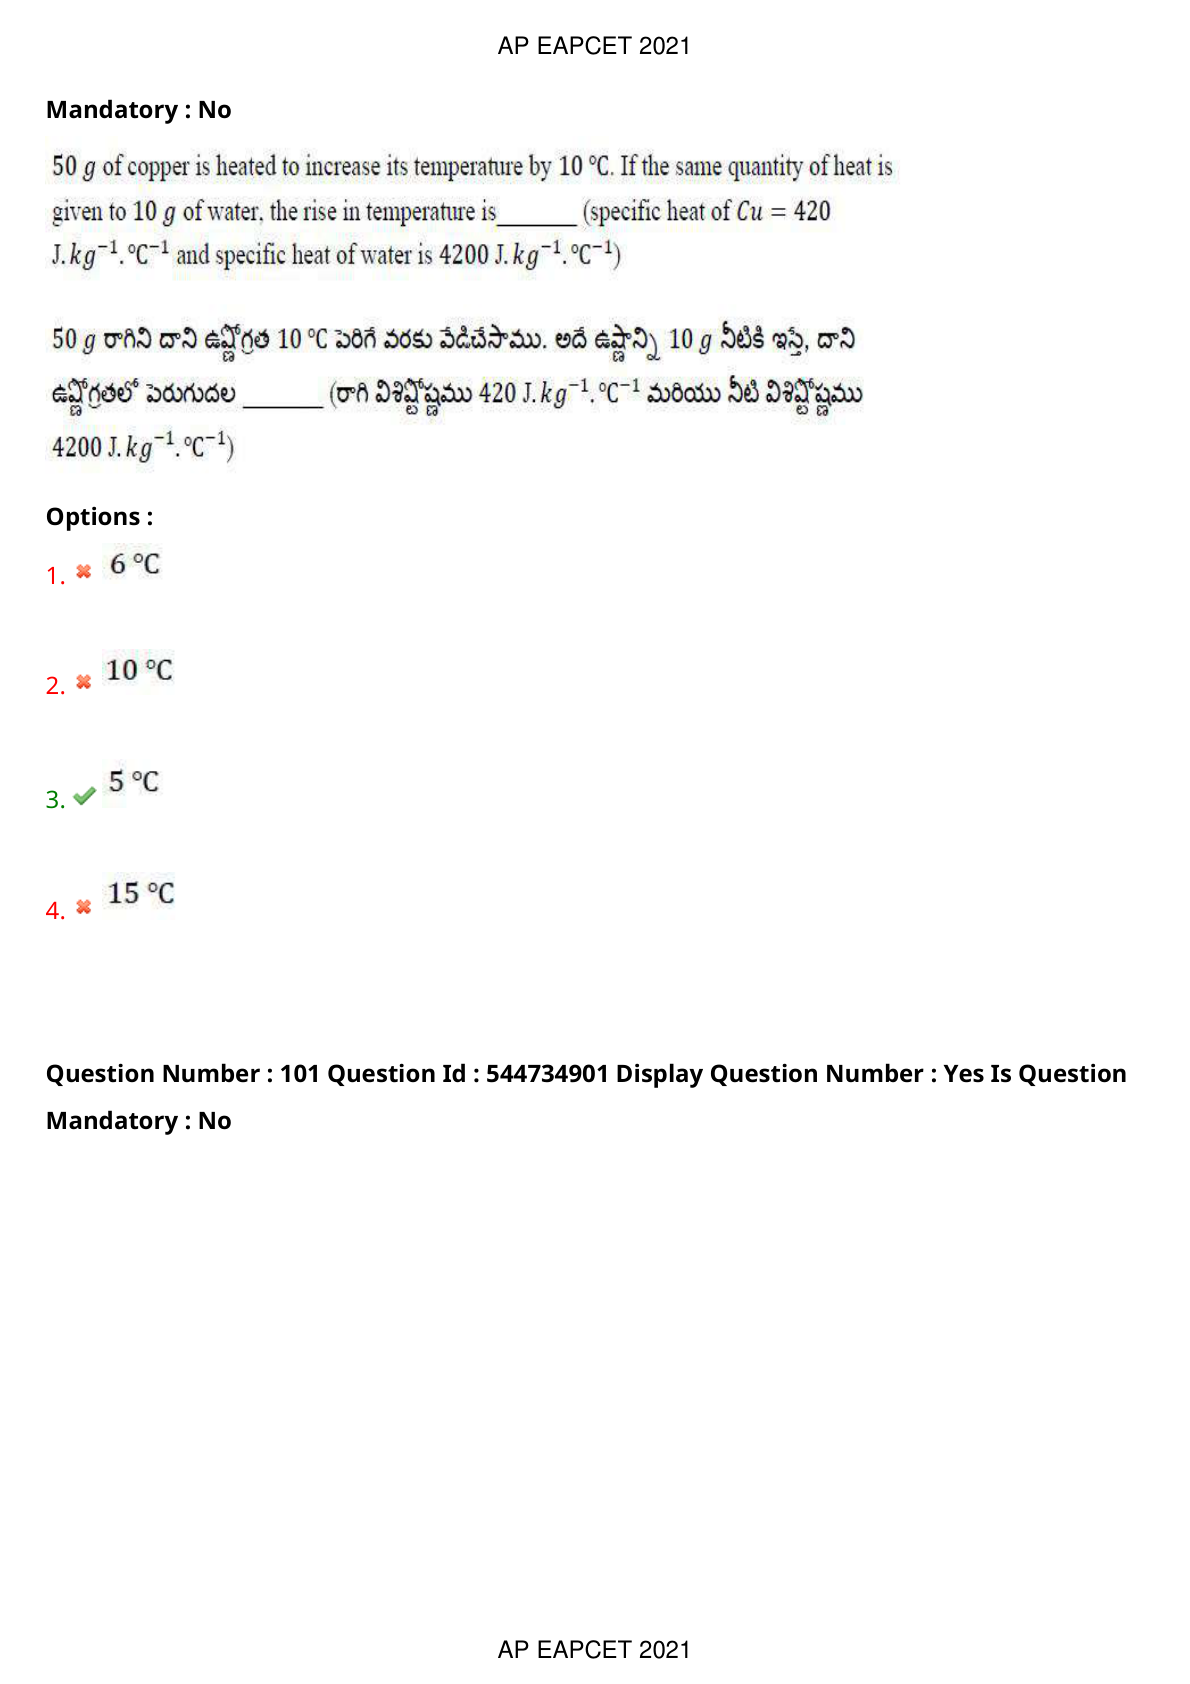 AP EAPCET 2021
Mandatory : No
50 g of copper is heated to increase its temperature by 10 °C. If the same quantity of heat is
given to 10 g of water, the rise in temperature is______ (specific heat of Cu = 420
J.kg⁻¹.°C⁻¹ and specific heat of water is 4200 J.kg⁻¹.°C⁻¹)
50 g రాగిని దాని ఉష్ణోగ్రత 10 °C పెరిగే వరకు వేడిచేసాము. అదే ఉష్ణాన్ని 10 g నీటికి ఇస్తే, దాని
ఉష్ణోగ్రతలో పెరుగుదల ______ (రాగి విశిష్టోష్ణము 420 J.kg⁻¹.°C⁻¹ మరియు నీటి విశిష్టోష్ణము
4200 J.kg⁻¹.°C⁻¹)
Options :
1. 6 °C
2. 10 °C
3. 5 °C
4. 15 °C
Question Number : 101 Question Id : 544734901 Display Question Number : Yes Is Question
Mandatory : No
AP EAPCET 2021